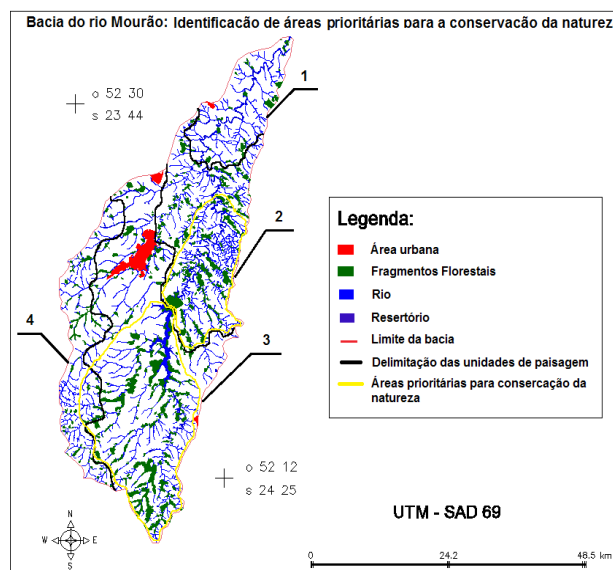 Bacia do rio Mourão: Identificacão de áreas prioritárias para a conservacão da naturez
1
o 52 30
s 23 44
2
Legenda:
Área urbana
Fragmentos Florestais
Rio
Resertório
Limite da bacia
Delimitação das unidades de paisagem
Áreas prioritárias para consercação da
natureza
4
3
o 52 12
s 24 25
UTM - SAD 69
N
W E
S
0 24.2 48.5 km